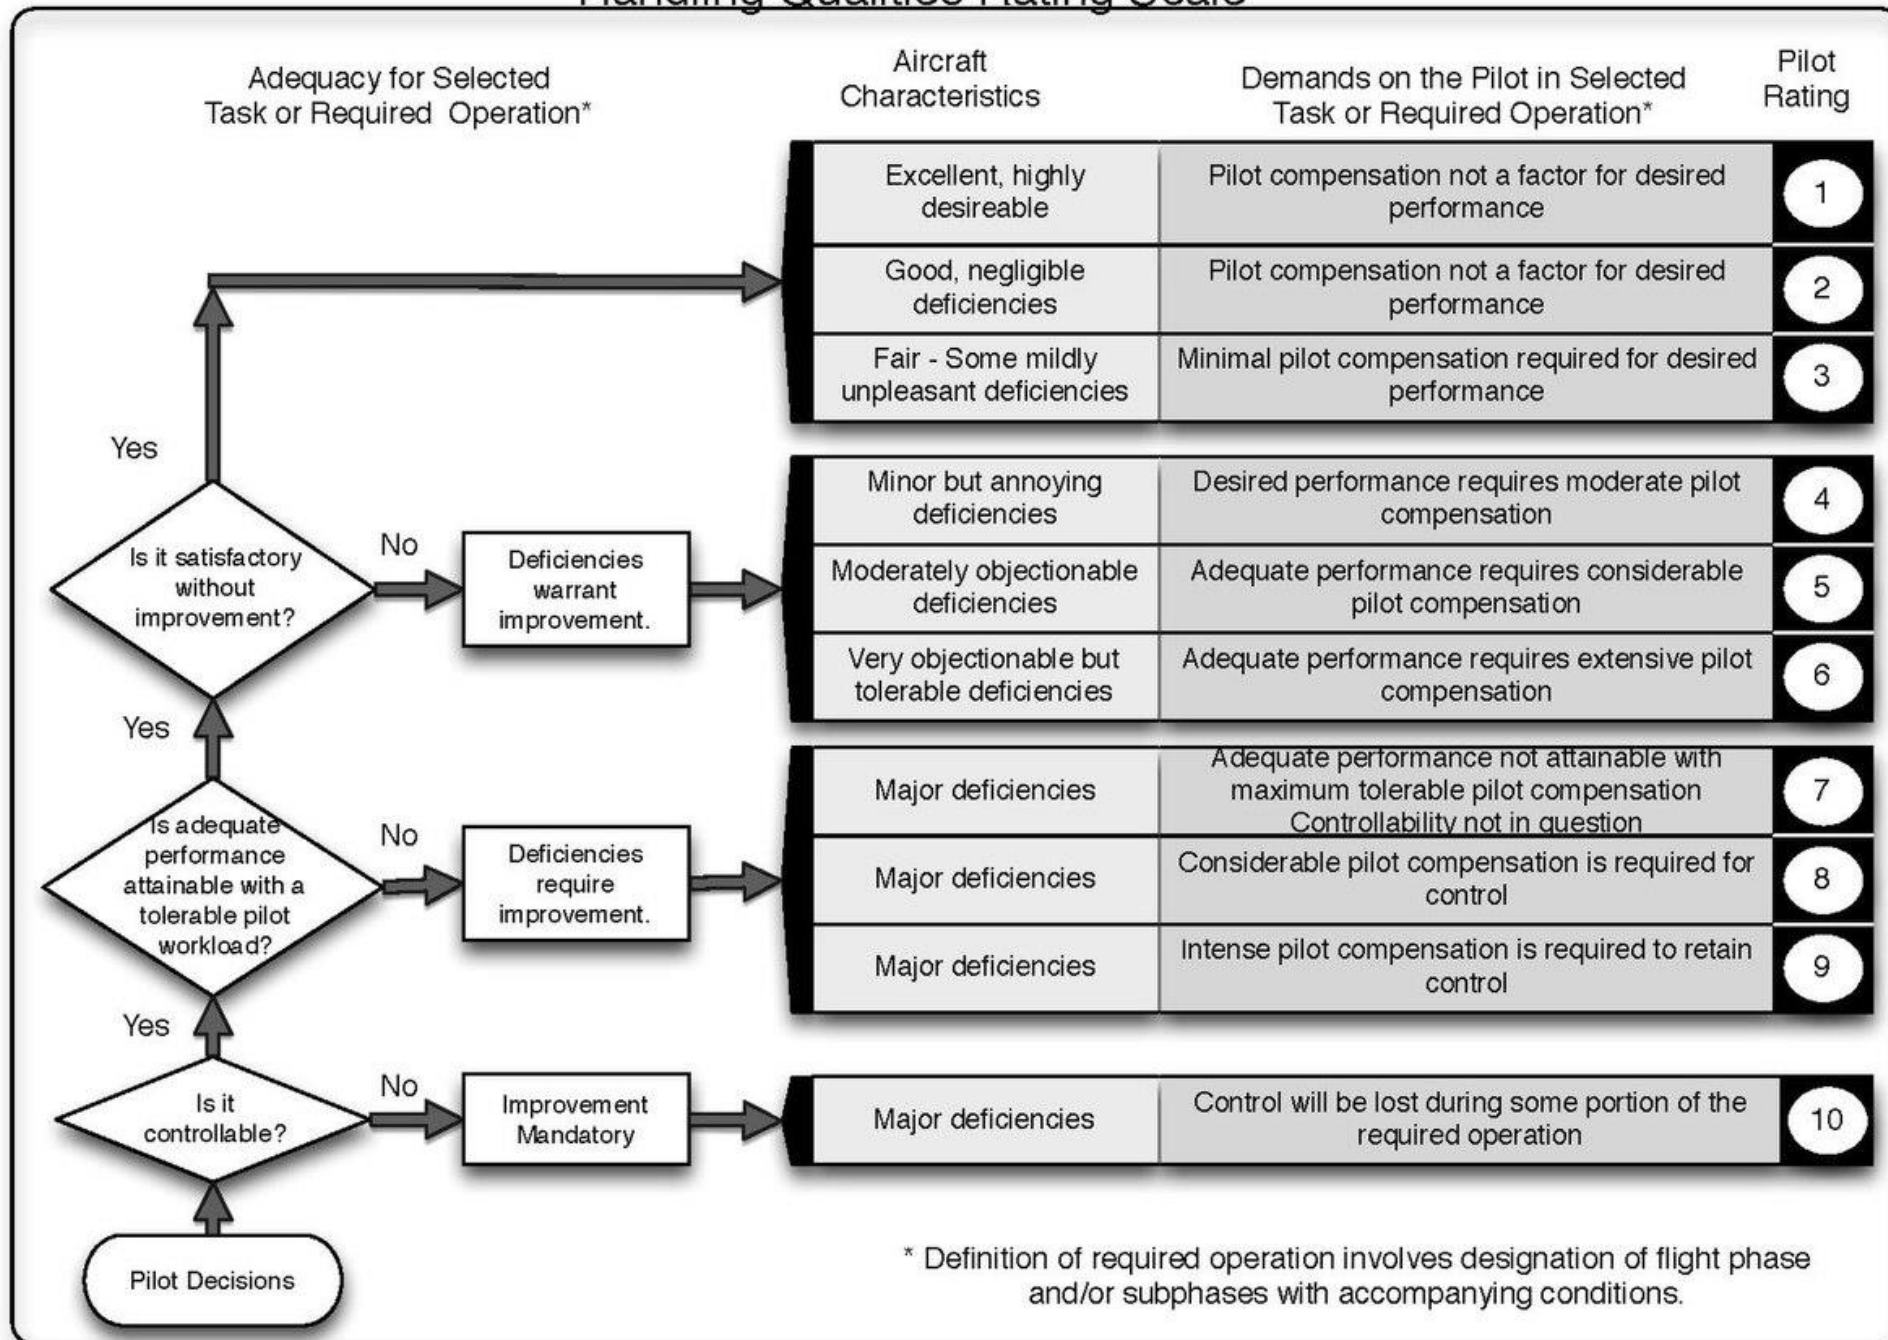 Handling Qualities Rating Scale
Adequacy for Selected
Task or Required Operation*
Aircraft
Characteristics
Demands on the Pilot in Selected
Task or Required Operation*
Pilot
Rating
Excellent, highly
desireable
Pilot compensation not a factor for desired
performance
1
Good, negligible
deficiencies
Pilot compensation not a factor for desired
performance
2
Fair - Some mildly
unpleasant deficiencies
Minimal pilot compensation required for desired
performance
3
Yes
Is it satisfactory
without
improvement?
No
Deficiencies
warrant
improvement.
Minor but annoying
deficiencies
Desired performance requires moderate pilot
compensation
4
Moderately objectionable
deficiencies
Adequate performance requires considerable
pilot compensation
5
Very objectionable but
tolerable deficiencies
Adequate performance requires extensive pilot
compensation
6
Yes
Is adequate
performance
attainable with a
tolerable pilot
workload?
No
Deficiencies
require
improvement.
Major deficiencies
Adequate performance not attainable with
maximum tolerable pilot compensation
Controllability not in question
7
Major deficiencies
Considerable pilot compensation is required for
control
8
Major deficiencies
Intense pilot compensation is required to retain
control
9
Yes
Is it
controllable?
No
Improvement
Mandatory
Major deficiencies
Control will be lost during some portion of the
required operation
10
Pilot Decisions
* Definition of required operation involves designation of flight phase
and/or subphases with accompanying conditions.